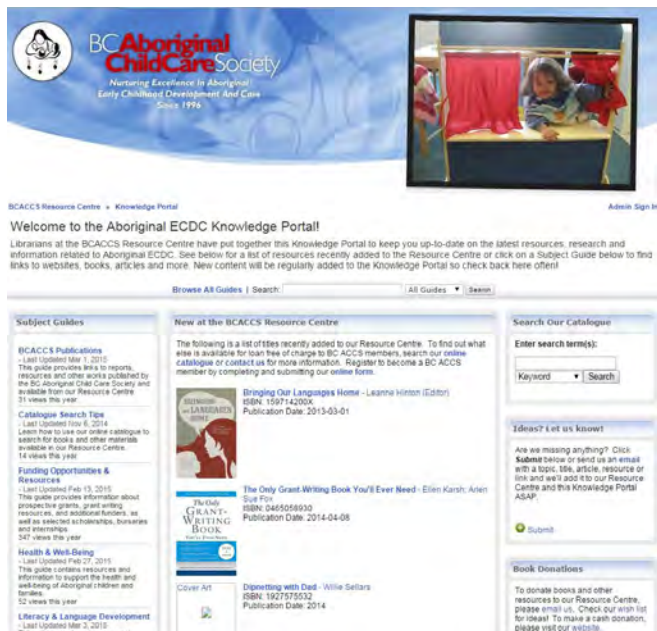 BC Aboriginal
ChildCare Society
Nurturing Excellence In Aboriginal
Early Childhood Development And Care
Since 1996
BCACCS Resource Centre » Knowledge Portal
Admin Sign In
Welcome to the Aboriginal ECDC Knowledge Portal!
Librarians at the BCACCS Resource Centre have put together this Knowledge Portal to keep you up-to-date on the latest resources, research and
information related to Aboriginal ECDC. See below for a list of resources recently added to the Resource Centre or click on a Subject Guide below to find
links to websites, books, articles and more. New content will be regularly added to the Knowledge Portal so check back here often!
Browse All Guides | Search: All Guides Search
Subject Guides
BCACCS Publications
- Last Updated Mar 1, 2015
This guide provides links to reports,
resources and other works published by
the BC Aboriginal Child Care Society and
available from our Resource Centre
31 views this year
Catalogue Search Tips
- Last Updated Nov 6, 2014
Learn how to use our online catalogue to
search for books and other materials
available in our Resource Centre.
14 views this year
Funding Opportunities &
Resources
- Last Updated Feb 13, 2015
This guide provides information about
prospective grants, grant writing
resources, and additional funders, as
well as selected scholarships, bursaries
and internships.
347 views this year
Health & Well-Being
- Last Updated Feb 27, 2015
This guide contains resources and
information to support the health and
well-being of Aboriginal children and
families.
52 views this year
Literacy & Language Development
- Last Updated Mar 3, 2015
New at the BCACCS Resource Centre
The following is a list of titles recently added to our Resource Centre. To find out what
else is available for loan free of charge to BC ACCS members, search our online
catalogue or contact us for more information. Register to become a BC ACCS
member by completing and submitting our online form.
BRINGING
our LANGUAGES
HOME
Bringing Our Languages Home - Leanne Hinton (Editor)
ISBN: 159714200X
Publication Date: 2013-03-01
The Only
GRANT-
WRITING
BOOK
You'll Ever Need
The Only Grant-Writing Book You'll Ever Need - Ellen Karsh; Arlen
Sue Fox
ISBN: 0465058930
Publication Date: 2014-04-08
Cover Art
Dipnetting with Dad - Willie Sellars
ISBN: 1927575532
Publication Date: 2014
Search Our Catalogue
Enter search term(s):
Keyword Search
Ideas? Let us know!
Are we missing anything? Click
Submit below or send us an email
with a topic, title, article, resource or
link and we'll add it to our Resource
Centre and this Knowledge Portal
ASAP.
Submit
Book Donations
To donate books and other
resources to our Resource Centre,
please email us. Check our wish list
for ideas! To make a cash donation,
please visit our website.